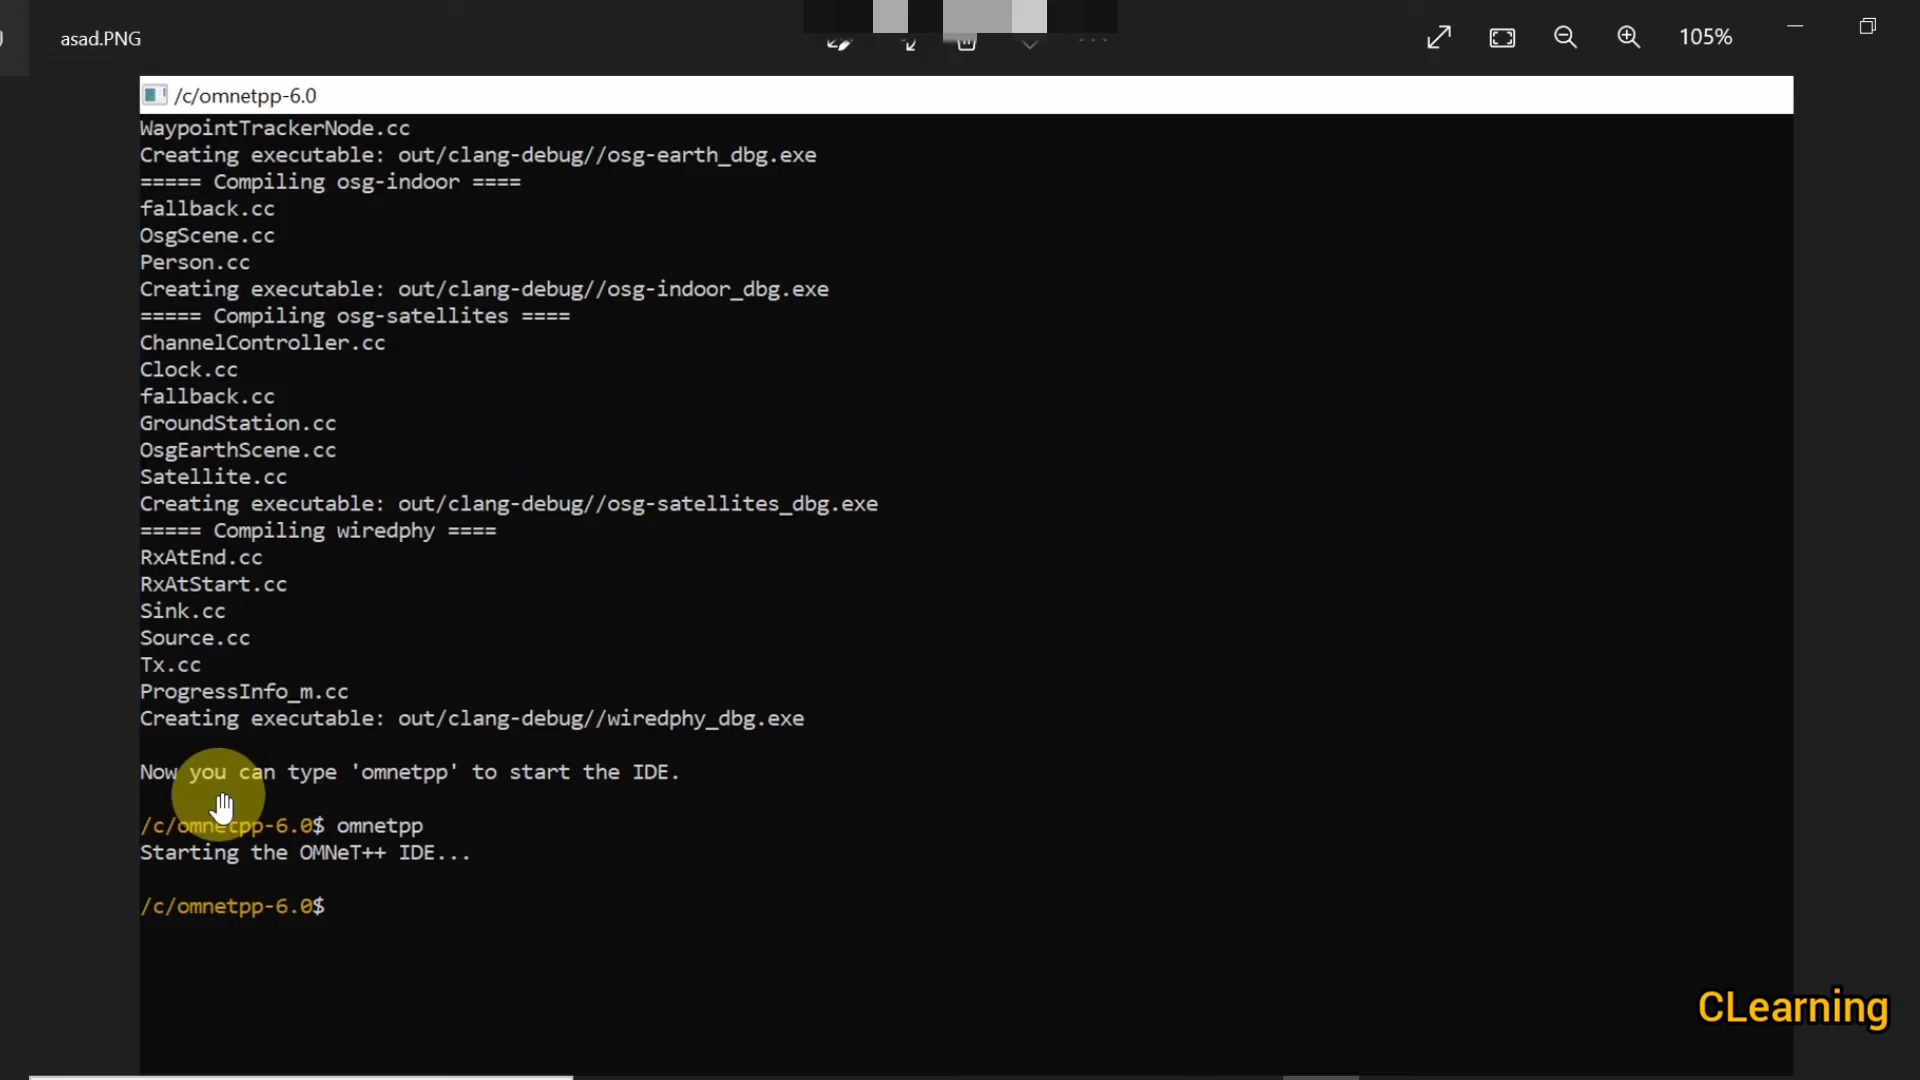 asad.PNG
105%
/c/omnetpp-6.0
WaypointTrackerNode.cc
Creating executable: out/clang-debug//osg-earth_dbg.exe
===== Compiling osg-indoor ====
fallback.cc
OsgScene.cc
Person.cc
Creating executable: out/clang-debug//osg-indoor_dbg.exe
===== Compiling osg-satellites ====
ChannelController.cc
Clock.cc
fallback.cc
GroundStation.cc
OsgEarthScene.cc
Satellite.cc
Creating executable: out/clang-debug//osg-satellites_dbg.exe
===== Compiling wiredphy ====
RxAtEnd.cc
RxAtStart.cc
Sink.cc
Source.cc
Tx.cc
ProgressInfo_m.cc
Creating executable: out/clang-debug//wiredphy_dbg.exe
Now you can type 'omnetpp' to start the IDE.
/c/omnetpp-6.0$ omnetpp
Starting the OMNeT++ IDE...
/c/omnetpp-6.0$
CLearning